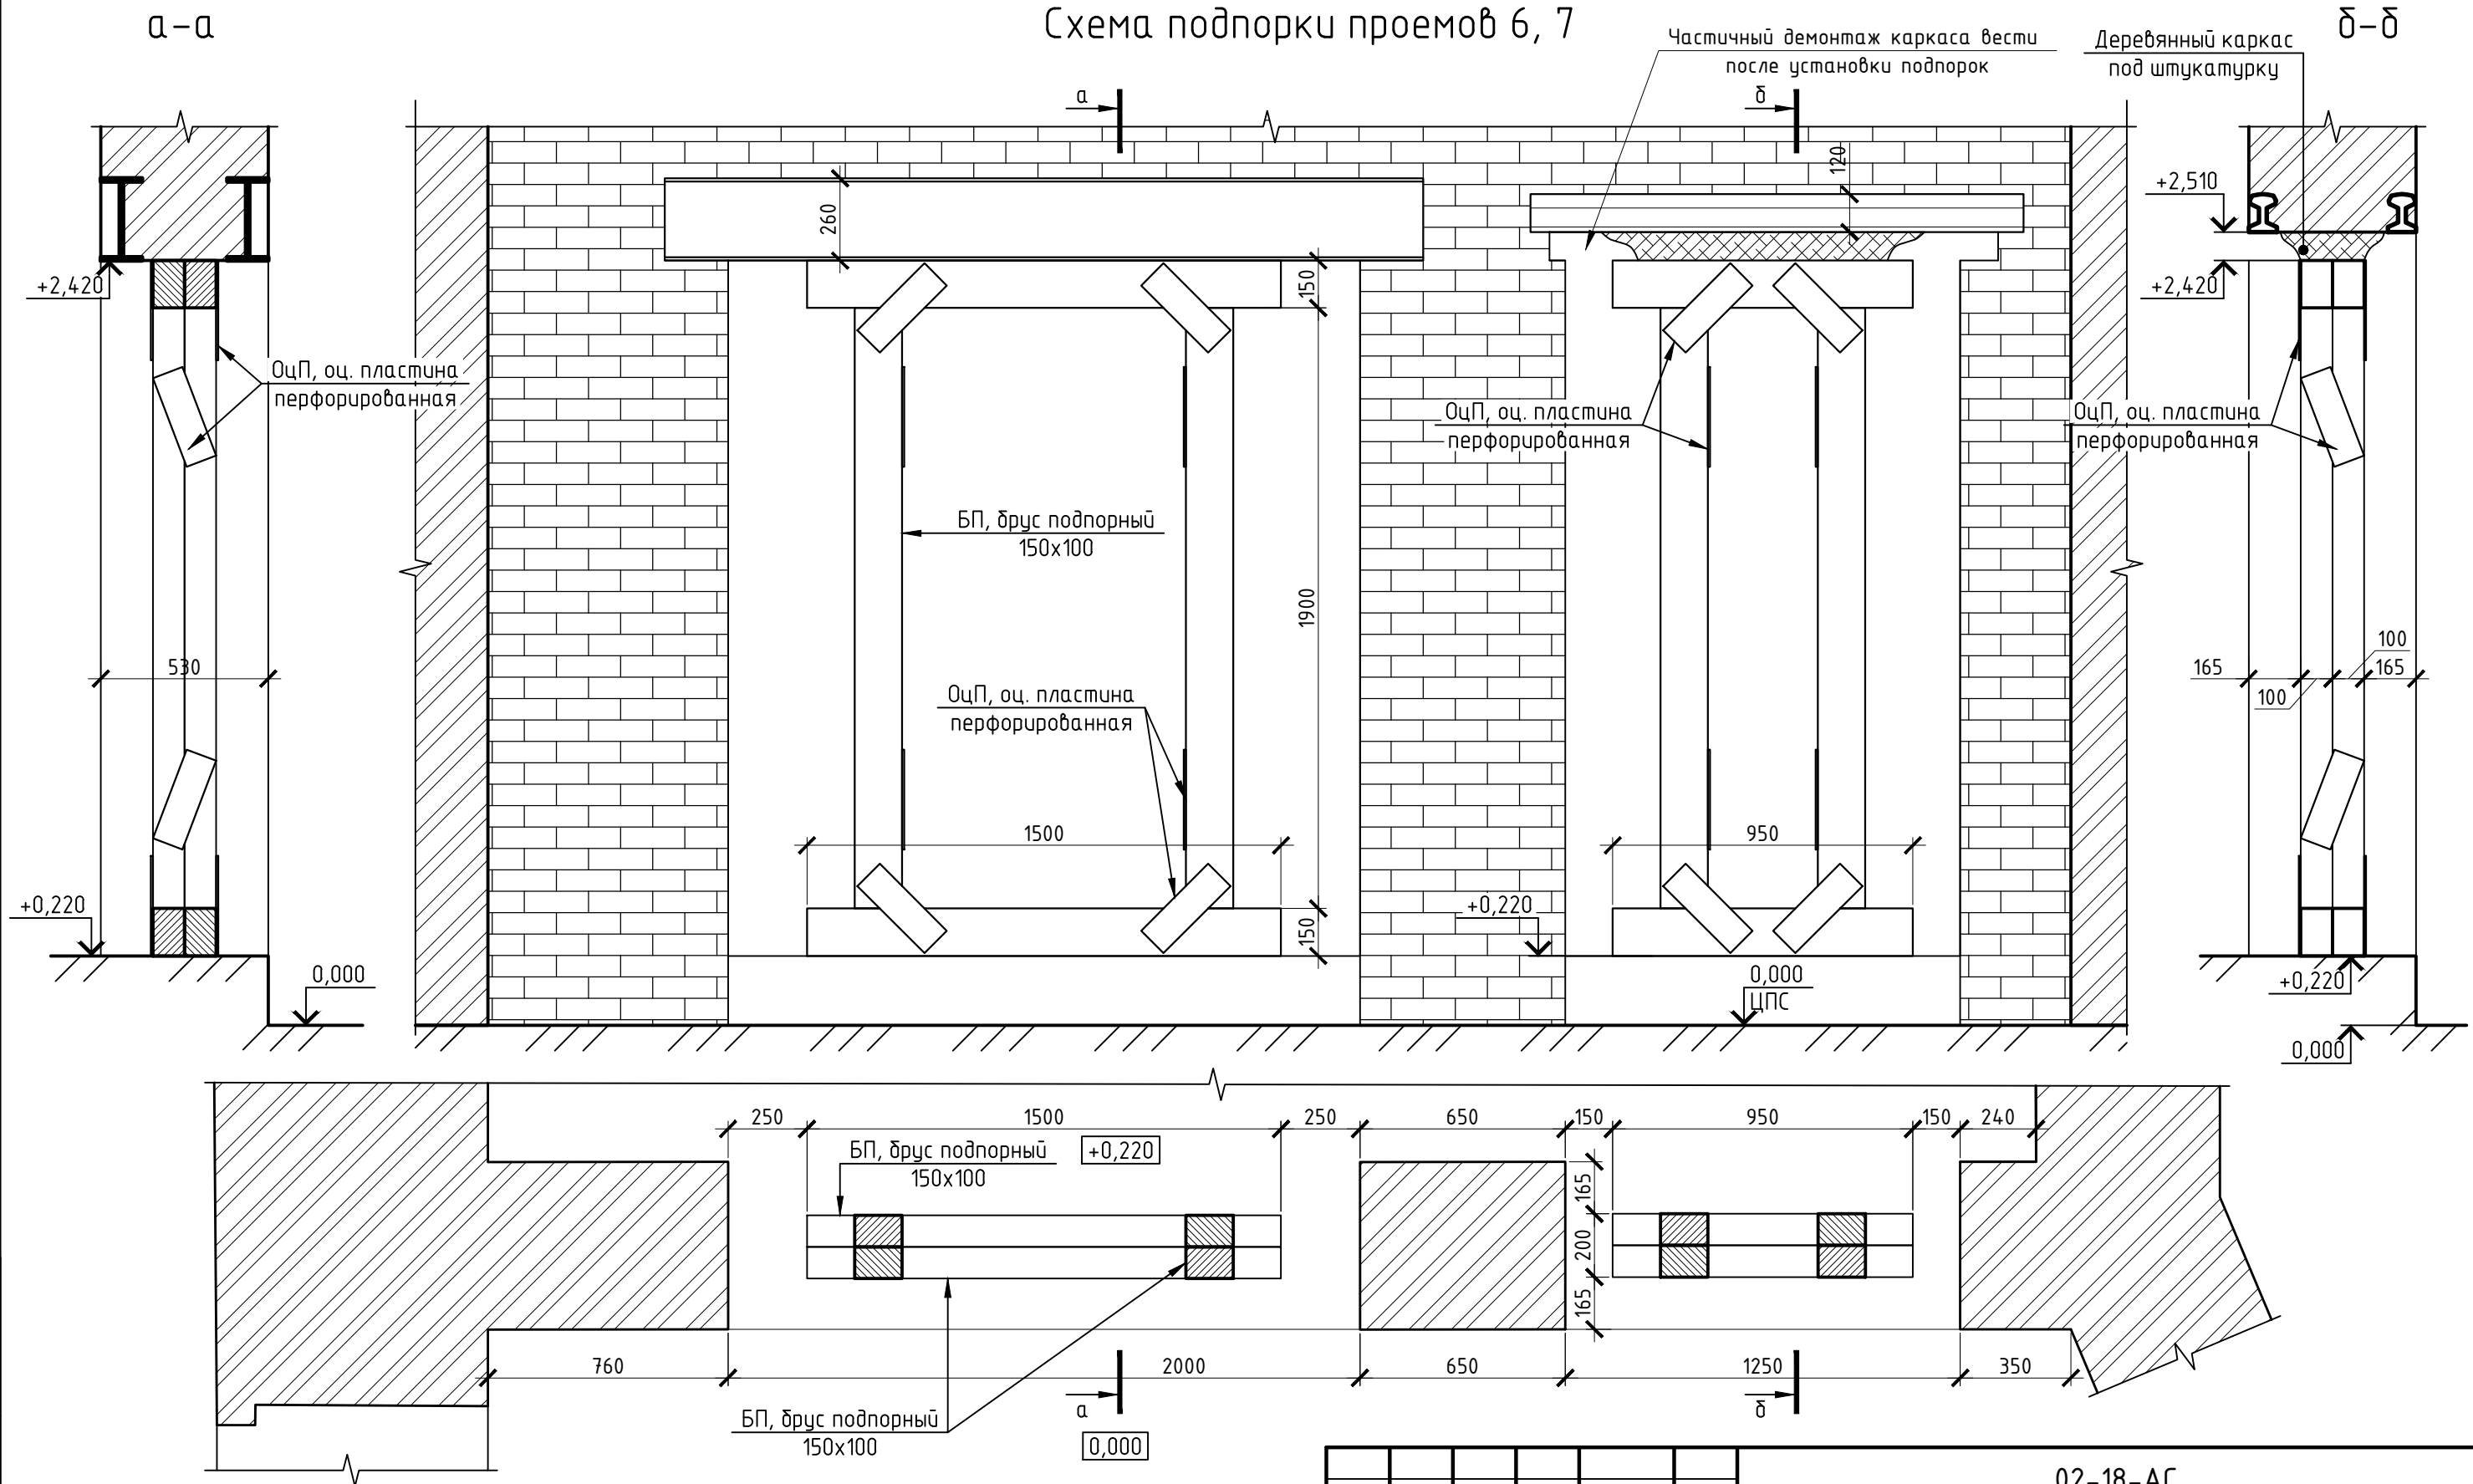 а-а
Схема подпорки проемов 6, 7
б-б
Частичный демонтаж каркаса вести
после установки подпорок
Деревянный каркас
под штукатурку
а
б
120
+2,510
260
150
+2,420
+2,420
ОцП, оц. пластина
перфорированная
ОцП, оц. пластина
перфорированная
ОцП, оц. пластина
перфорированная
БП, брус подпорный
150х100
1900
530
100
165
165
100
ОцП, оц. пластина
перфорированная
1500
950
+0,220
+0,220
150
0,000
0,000
ЦПС
+0,220
0,000
250
1500
250
650
150
950
150
240
БП, брус подпорный
150х100
+0,220
165
200
165
760
2000
650
1250
350
а
б
БП, брус подпорный
150х100
0,000
02-18-АС